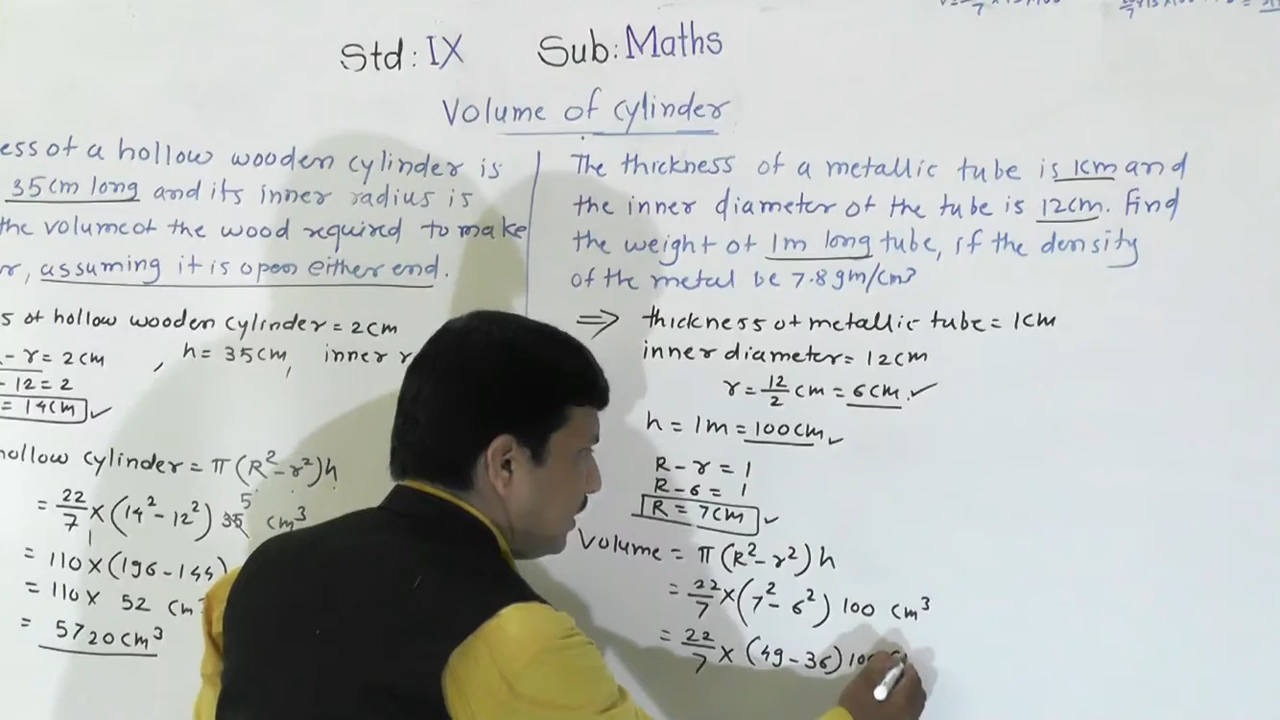 Std: IX Sub: Maths
Volume of cylinder
ess of a hollow wooden cylinder is
35cm long and its inner radius is
the volume of the wood required to make
r, assuming it is open either end.
s of hollow wooden cylinder = 2cm
- r = 2cm , h = 35cm, inner r
- 12 = 2
= 14cm ✓
hollow cylinder = π(R²-r²)h
= 22/7 × (14² - 12²) 35 5 cm³
1
= 110 × (196 - 144)
= 110 × 52 cm
= 5720cm³
The thickness of a metallic tube is 1cm and
the inner diameter of the tube is 12cm. Find
the weight of 1m long tube, if the density
of the metal be 7.8gm/cm³
⇒ thickness of metallic tube = 1cm
inner diameter = 12cm
r = 12/2 cm = 6cm. ✓
h = 1m = 100cm ✓
R - r = 1
R - 6 = 1
R = 7cm ✓
Volume = π(R²-r²)h
= 22/7 × (7² - 6²) 100 cm³
= 22/7 × (49 - 36) 100